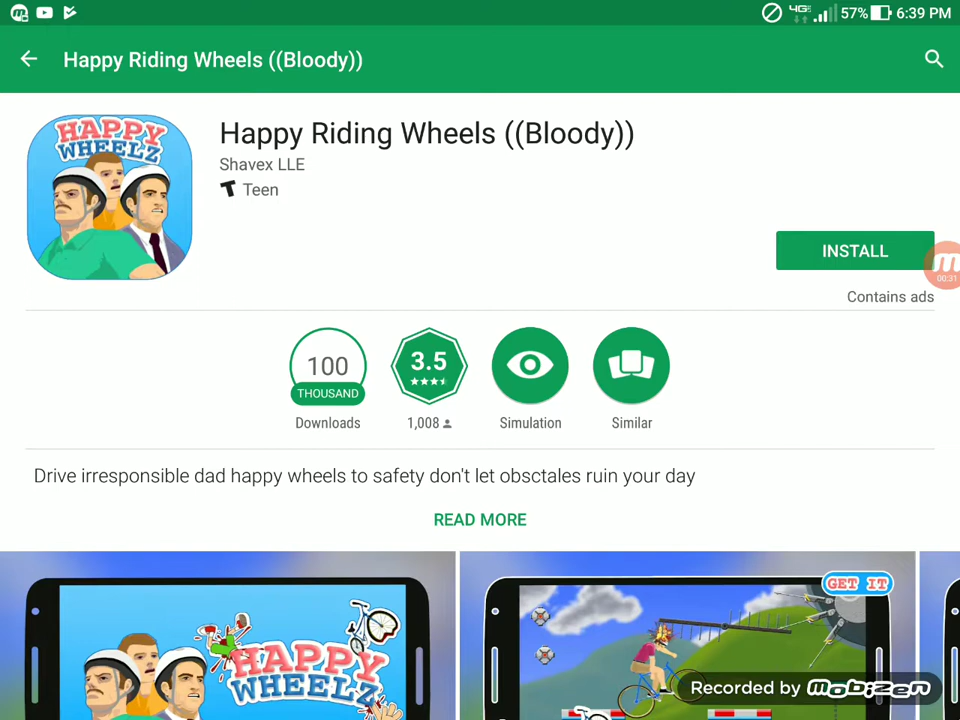 4G 57% 6:39 PM
Happy Riding Wheels ((Bloody))
HAPPY
WHEELZ
Happy Riding Wheels ((Bloody))
Shavex LLE
T Teen
INSTALL
M
00:31
Contains ads
100
THOUSAND
3.5
Downloads
1,008
Simulation
Similar
Drive irresponsible dad happy wheels to safety don't let obsctales ruin your day
READ MORE
GET IT
HAPPY
WHEELZ
Recorded by Mobizen